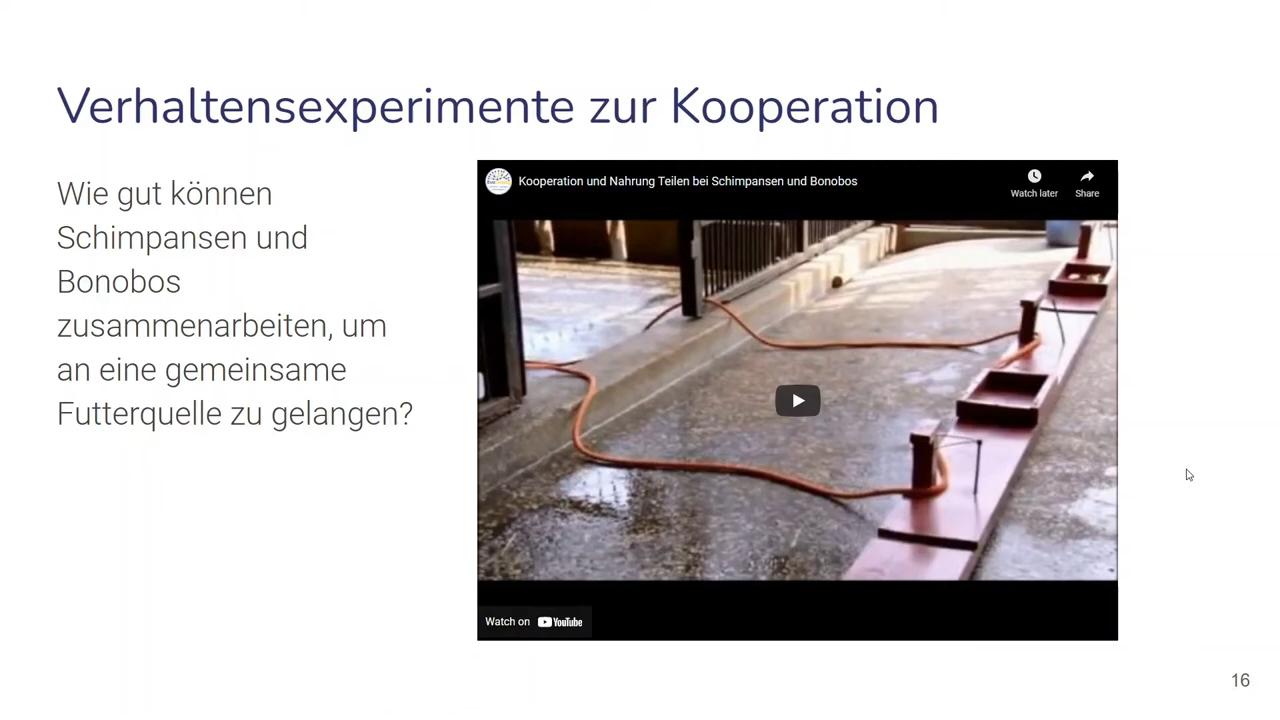 Verhaltensexperimente zur Kooperation
Wie gut können
Schimpansen und
Bonobos
zusammenarbeiten, um
an eine gemeinsame
Futterquelle zu gelangen?
Kooperation und Nahrung Teilen bei Schimpansen und Bonobos
Watch later
Share
Watch on YouTube
16